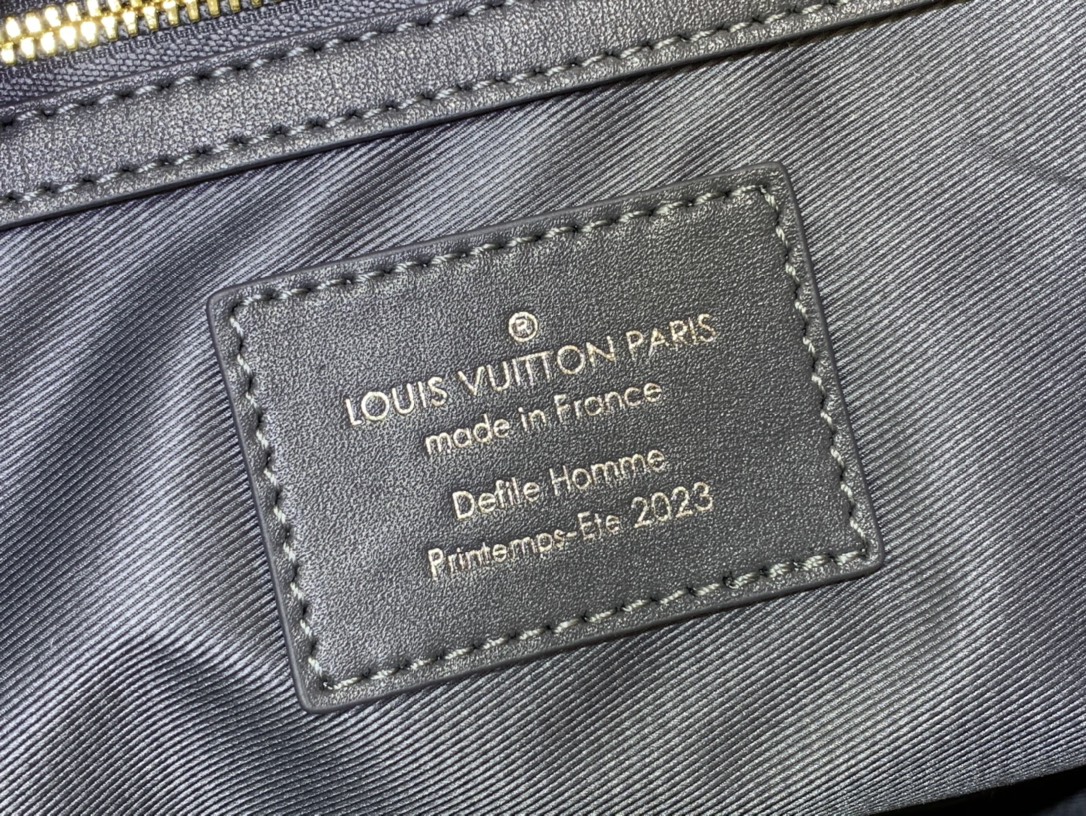 ®
LOUIS VUITTON PARIS
made in France
Defile Homme
Printemps-Ete 2023